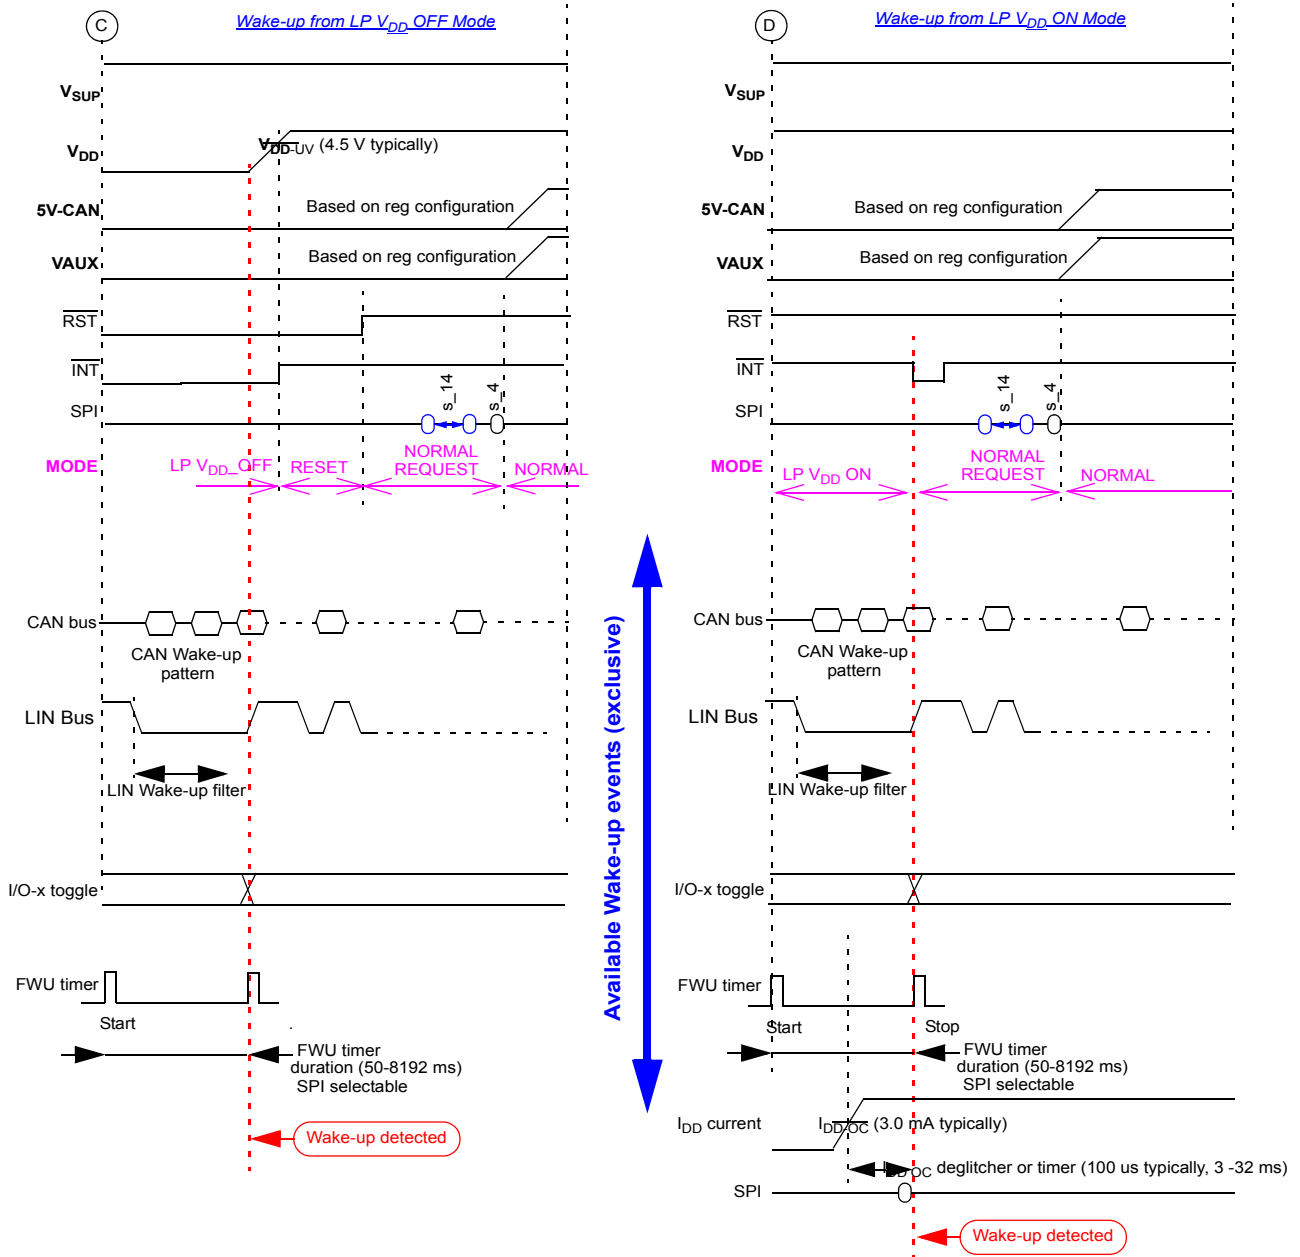 C
Wake-up from LP VDD OFF Mode
VSUP
VDD
VDD-UV (4.5 V typically)
5V-CAN
Based on reg configuration
VAUX
Based on reg configuration
RST
INT
SPI
s_14
s_4
MODE
LP VDD_OFF
RESET
NORMAL
REQUEST
NORMAL
CAN bus
CAN Wake-up
pattern
LIN Bus
LIN Wake-up filter
I/O-x toggle
FWU timer
Start
FWU timer
duration (50-8192 ms)
SPI selectable
Wake-up detected
Available Wake-up events (exclusive)
D
Wake-up from LP VDD ON Mode
VSUP
VDD
5V-CAN
Based on reg configuration
VAUX
Based on reg configuration
RST
INT
SPI
s_14
s_4
MODE
LP VDD ON
NORMAL
REQUEST
NORMAL
CAN bus
CAN Wake-up
pattern
LIN Bus
LIN Wake-up filter
I/O-x toggle
FWU timer
Start
Stop
FWU timer
duration (50-8192 ms)
SPI selectable
IDD current
IDD-OC (3.0 mA typically)
IDD-OC deglitcher or timer (100 us typically, 3 -32 ms)
SPI
Wake-up detected